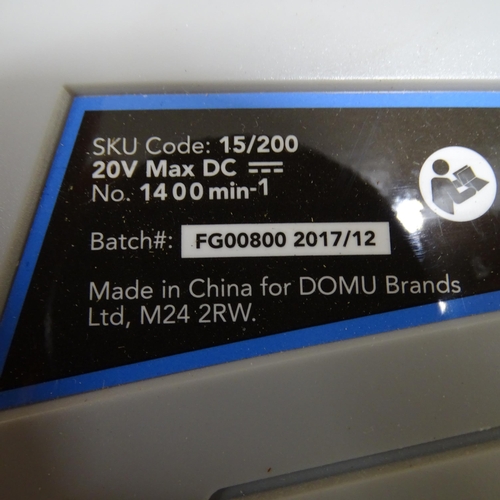 SKU Code: 15/200
20V Max DC ⎓
No. 1400 min-1
Batch#: FG00800 2017/12
Made in China for DOMU Brands
Ltd, M24 2RW.